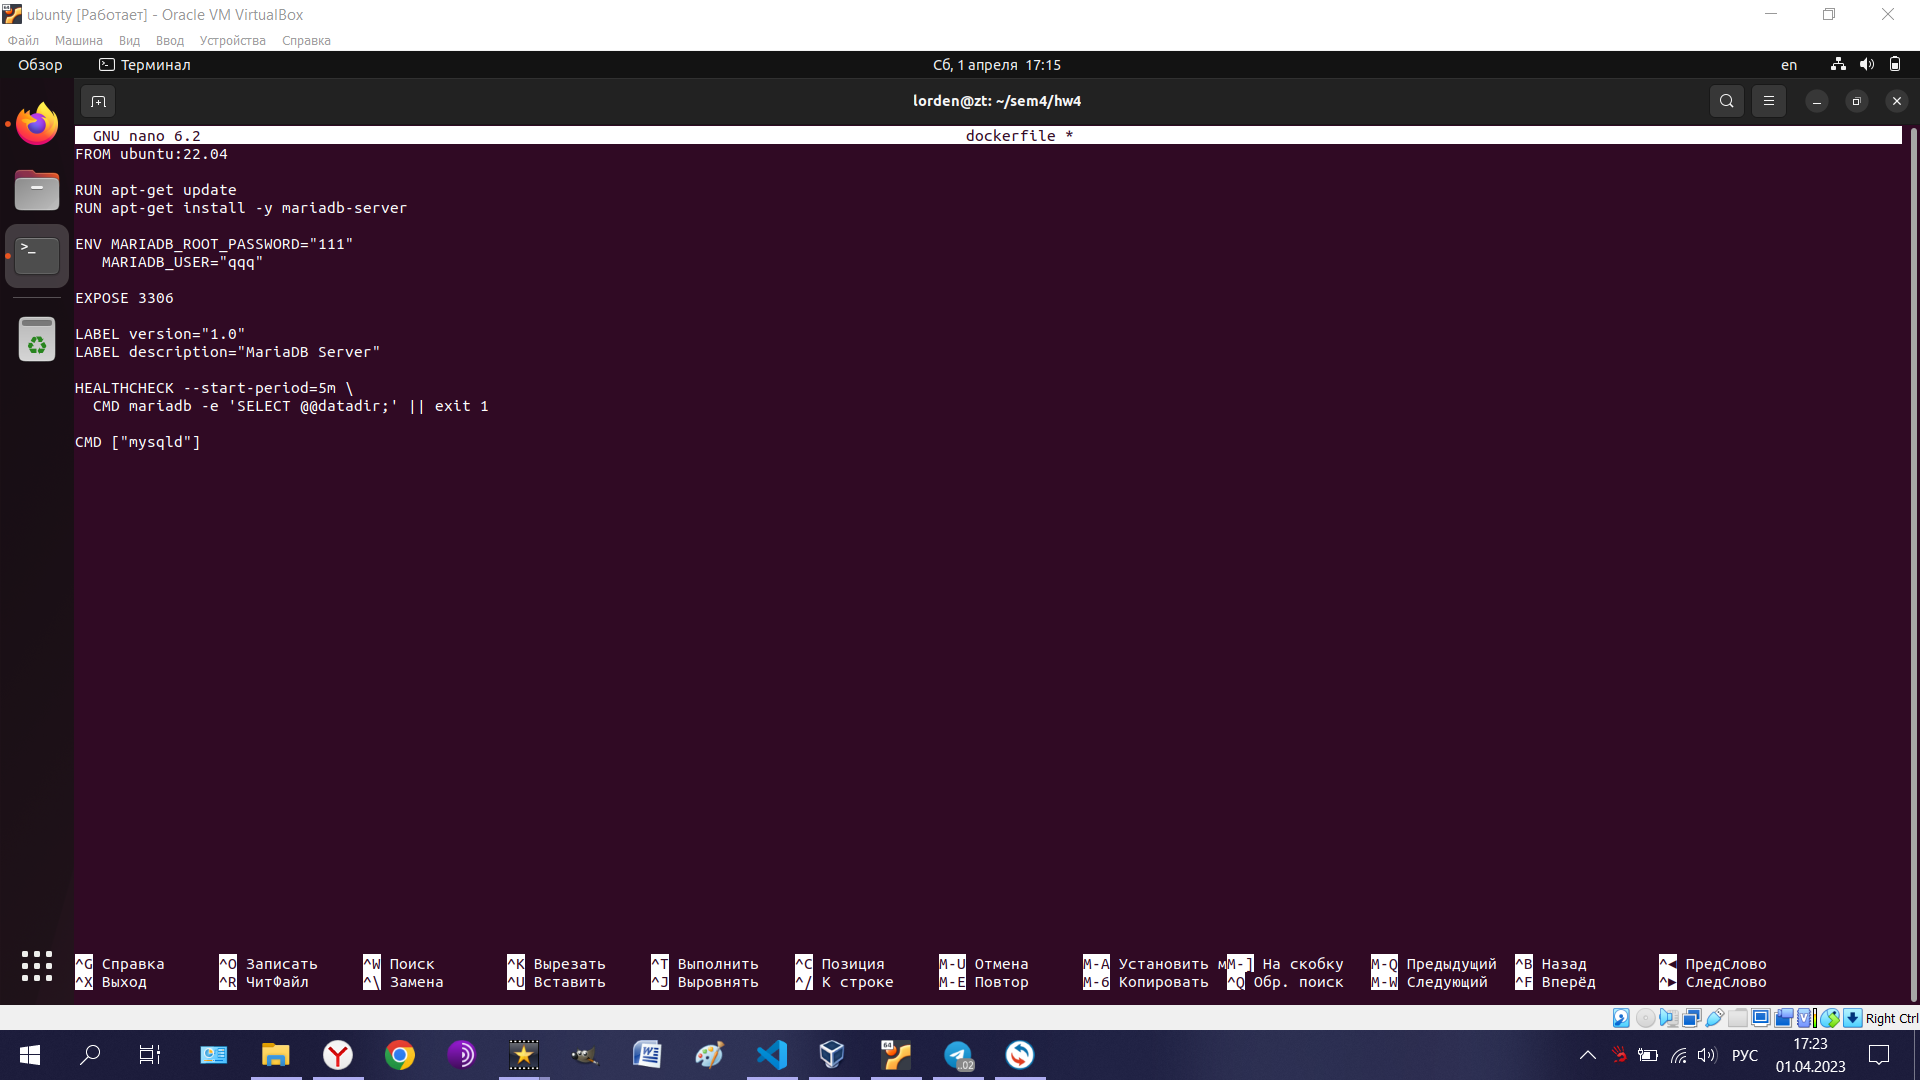 ubunty [Работает] - Oracle VM VirtualBox
Файл Машина Вид Ввод Устройства Справка
Обзор Терминал Сб, 1 апреля 17:15 en
lorden@zt: ~/sem4/hw4
GNU nano 6.2 dockerfile *
FROM ubuntu:22.04
RUN apt-get update
RUN apt-get install -y mariadb-server
ENV MARIADB_ROOT_PASSWORD="111"
MARIADB_USER="qqq"
EXPOSE 3306
LABEL version="1.0"
LABEL description="MariaDB Server"
HEALTHCHECK --start-period=5m \
CMD mariadb -e 'SELECT @@datadir;' || exit 1
CMD ["mysqld"]
^G Справка ^O Записать ^W Поиск ^K Вырезать ^T Выполнить ^C Позиция M-U Отмена M-A Установить мM-] На скобку M-Q Предыдущий ^B Назад ^◀ ПредСлово
^X Выход ^R ЧитФайл ^\ Замена ^U Вставить ^J Выровнять ^/ К строке M-E Повтор M-6 Копировать ^Q Обр. поиск M-W Следующий ^F Вперёд ^▶ СледСлово
Right Ctrl
64 .02 РУС 17:23
01.04.2023